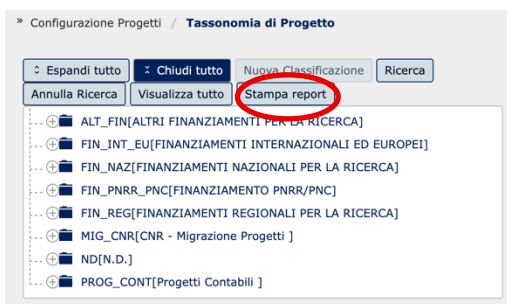 » Configurazione Progetti / Tassonomia di Progetto
Espandi tutto Chiudi tutto Nuova Classificazione Ricerca
Annulla Ricerca Visualizza tutto Stampa report
ALT_FIN[ALTRI FINANZIAMENTI PER LA RICERCA]
FIN_INT_EU[FINANZIAMENTI INTERNAZIONALI ED EUROPEI]
FIN_NAZ[FINANZIAMENTI NAZIONALI PER LA RICERCA]
FIN_PNRR_PNC[FINANZIAMENTO PNRR/PNC]
FIN_REG[FINANZIAMENTI REGIONALI PER LA RICERCA]
MIG_CNR[CNR - Migrazione Progetti ]
ND[N.D.]
PROG_CONT[Progetti Contabili ]